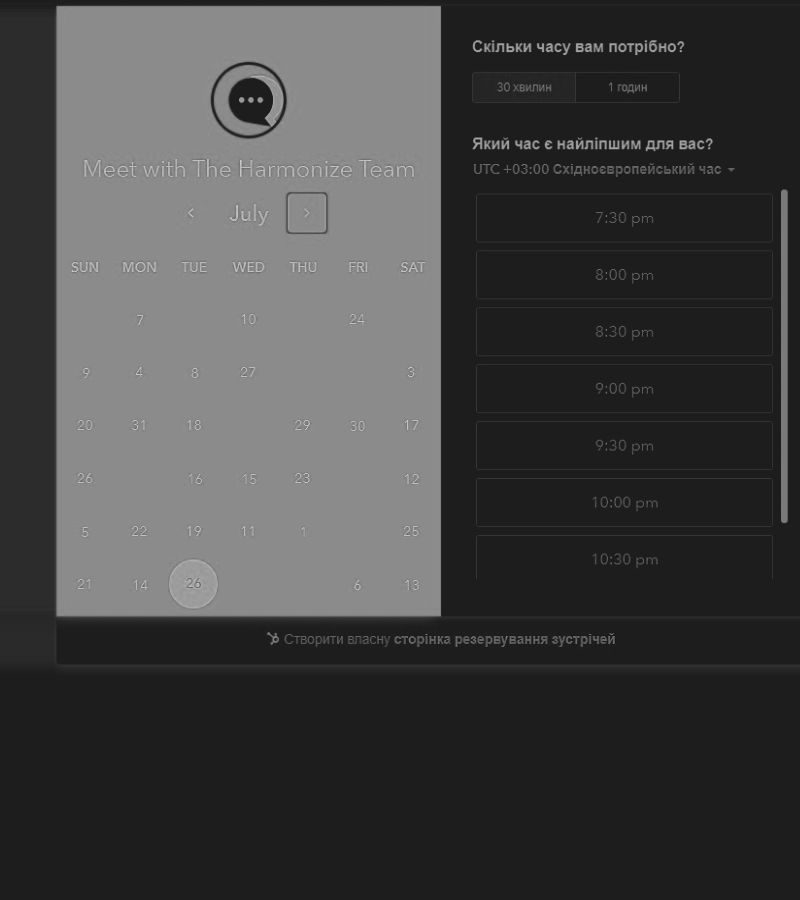 Meet with The Harmonize Team
July
SUN MON TUE WED THU FRI SAT
7 10 24
9 4 8 27 3
20 31 18 29 30 17
26 16 15 23 12
5 22 19 11 1 25
21 14 26 6 13
Скільки часу вам потрібно?
30 хвилин 1 годин
Який час є найліпшим для вас?
UTC +03:00 Східноєвропейський час
7:30 pm
8:00 pm
8:30 pm
9:00 pm
9:30 pm
10:00 pm
10:30 pm
Створити власну сторінка резервування зустрічей